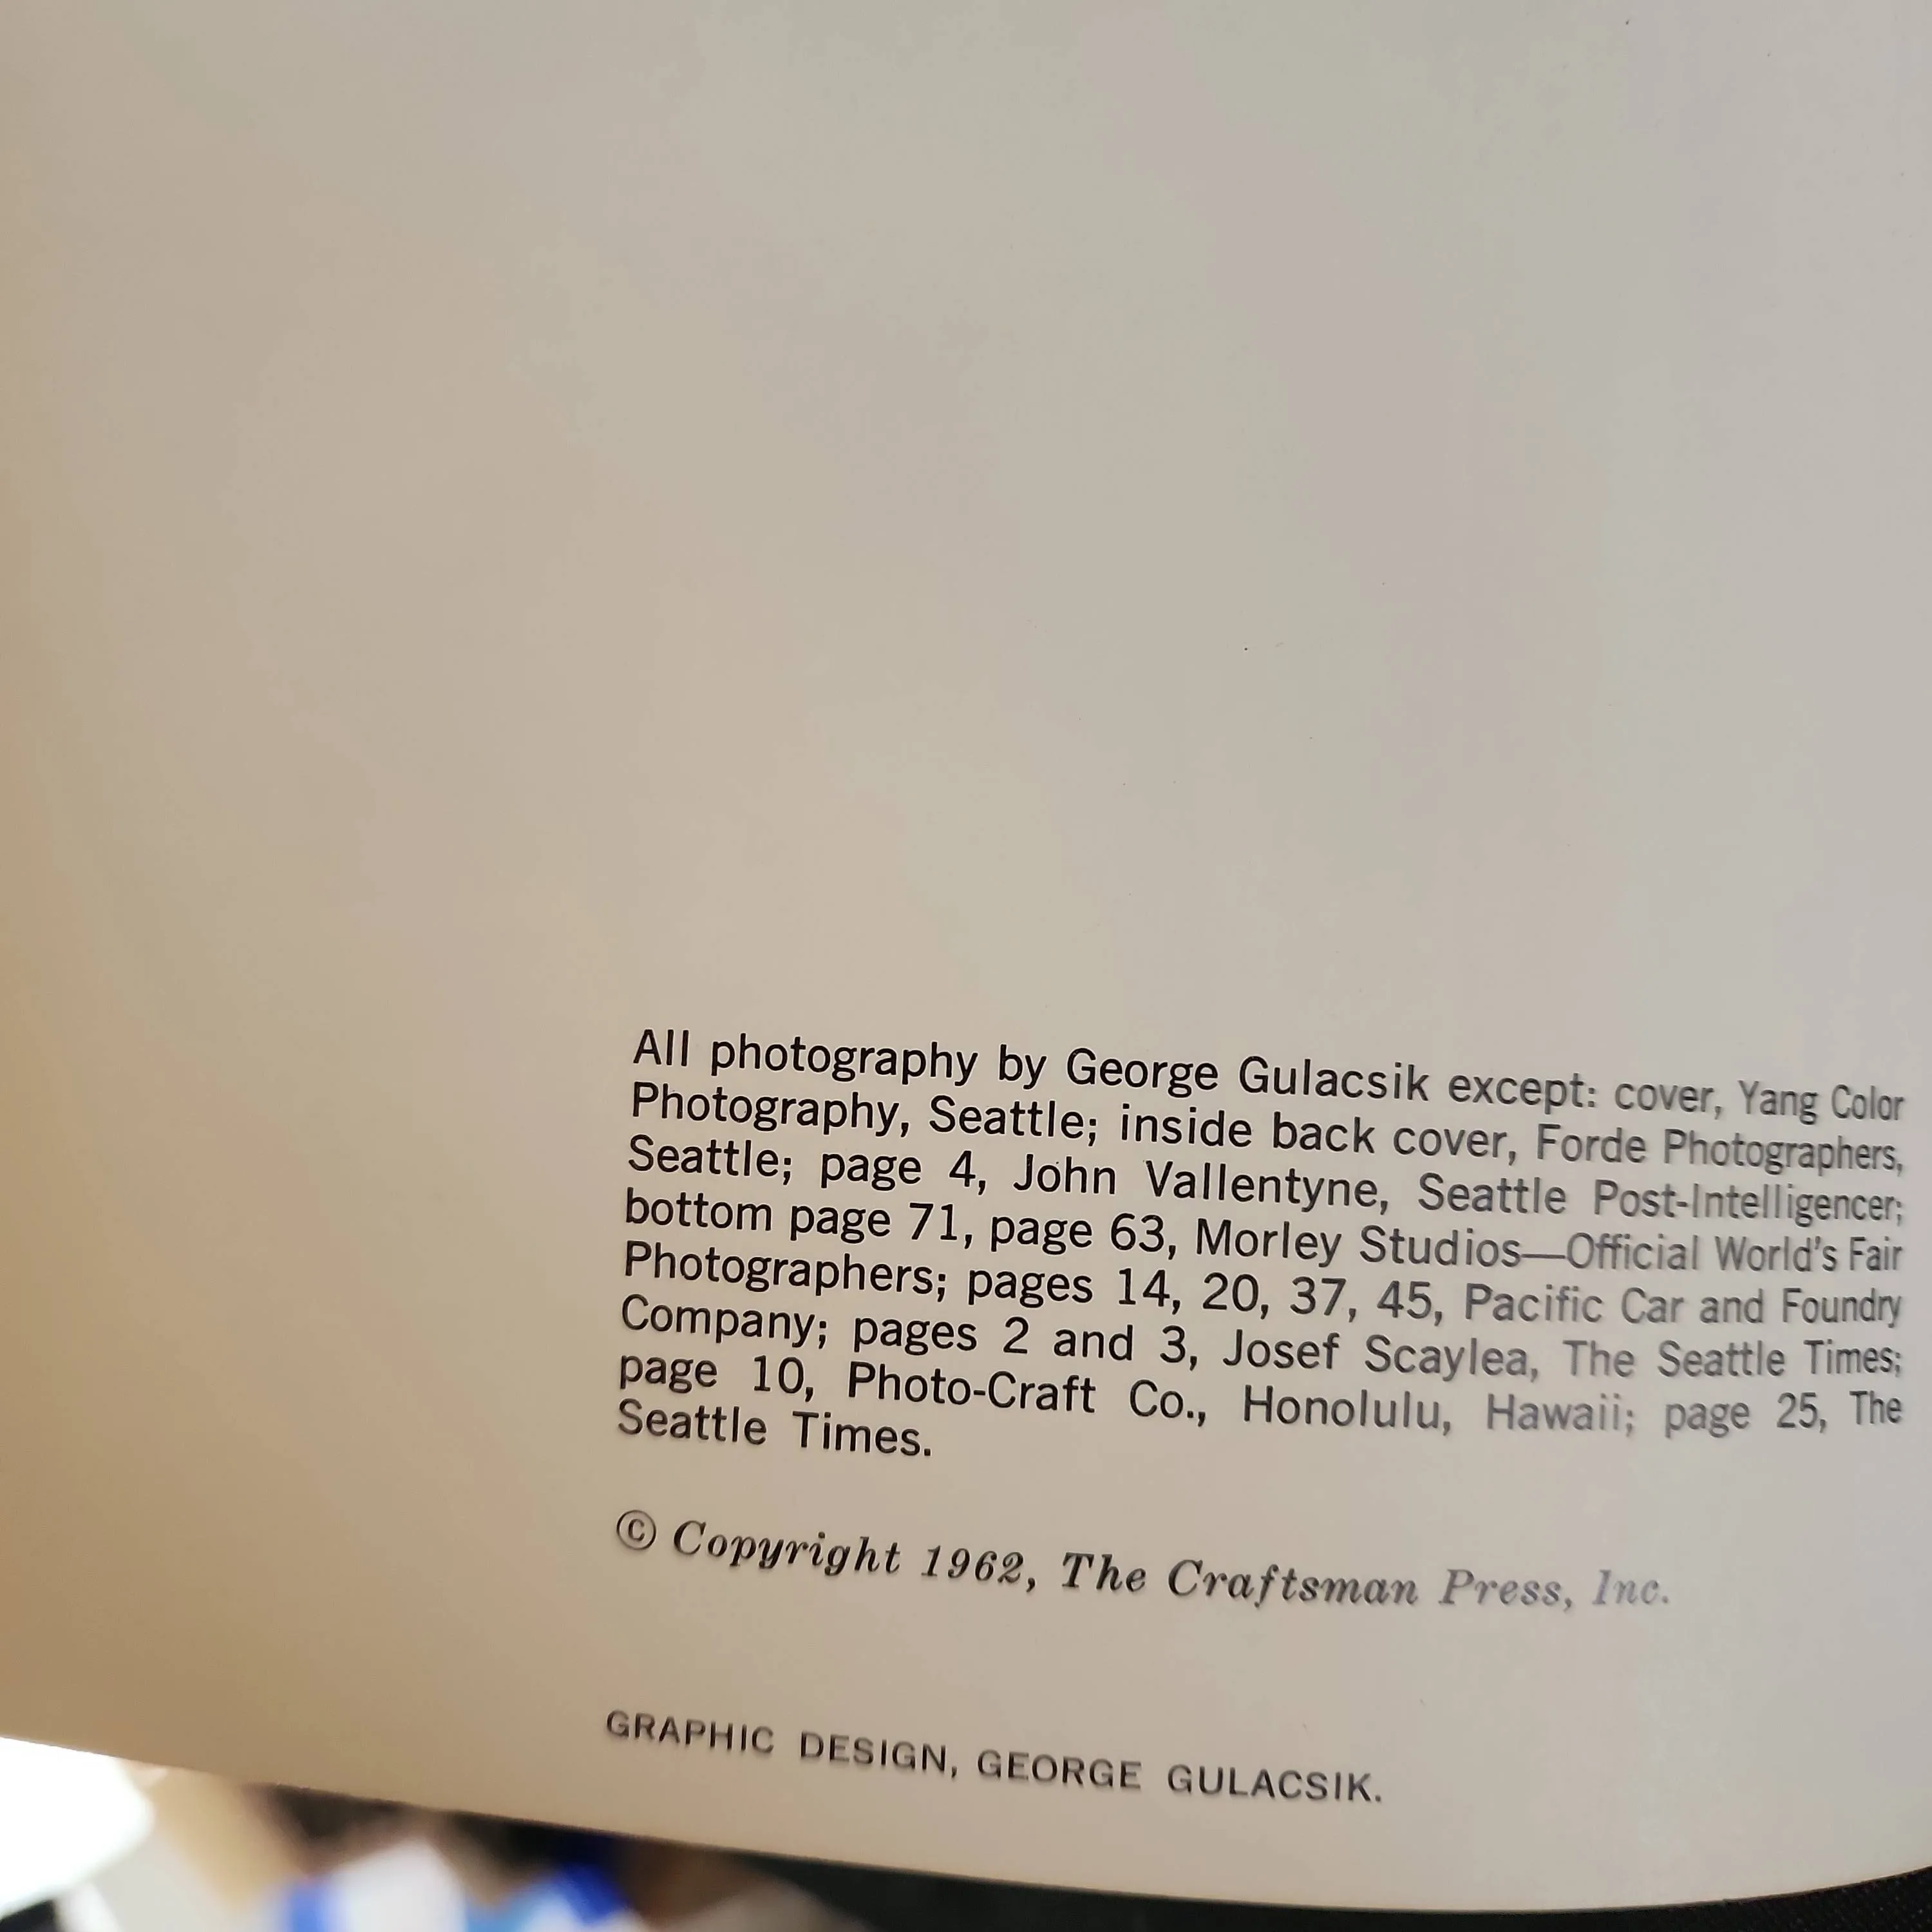 All photography by George Gulacsik except: cover, Yang Color
Photography, Seattle; inside back cover, Forde Photographers,
Seattle; page 4, John Vallentyne, Seattle Post-Intelligencer;
bottom page 71, page 63, Morley Studios—Official World's Fair
Photographers; pages 14, 20, 37, 45, Pacific Car and Foundry
Company; pages 2 and 3, Josef Scaylea, The Seattle Times;
page 10, Photo-Craft Co., Honolulu, Hawaii; page 25, The
Seattle Times.
© Copyright 1962, The Craftsman Press, Inc.
GRAPHIC DESIGN, GEORGE GULACSIK.